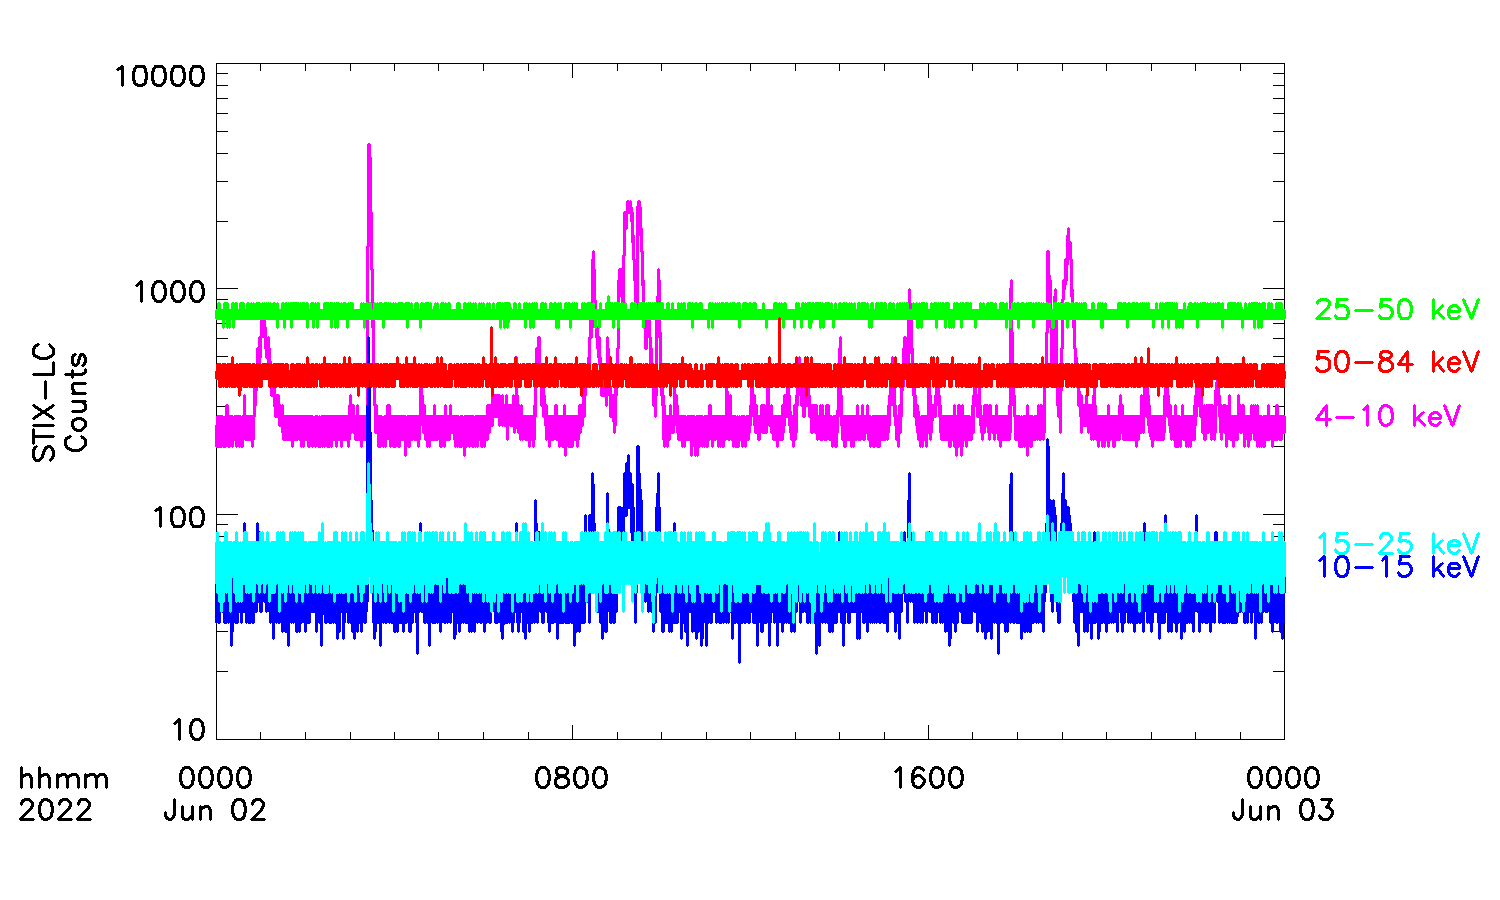 10000
1000
100
10
STIX-LC
Counts
25-50 keV
50-84 keV
4-10 keV
15-25 keV
10-15 keV
hhmm 0000 0800 1600 0000
2022 Jun 02 Jun 03